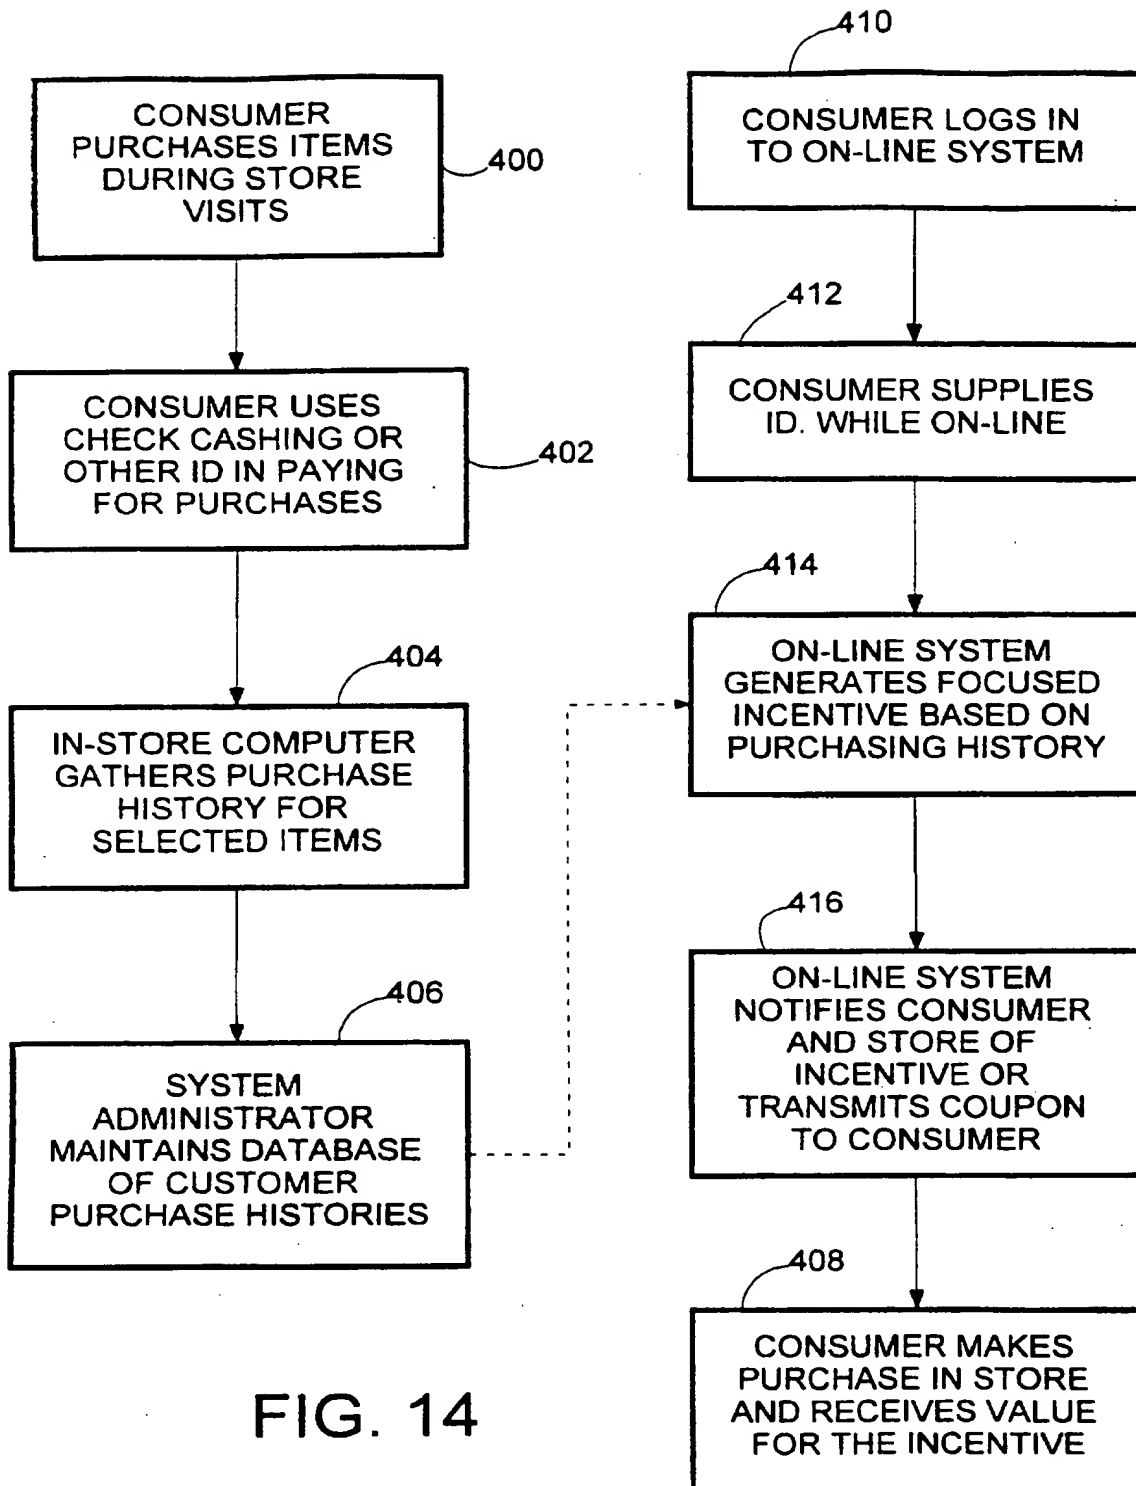 CONSUMER
PURCHASES ITEMS
DURING STORE
VISITS
400
CONSUMER USES
CHECK CASHING OR
OTHER ID IN PAYING
FOR PURCHASES
402
404
IN-STORE COMPUTER
GATHERS PURCHASE
HISTORY FOR
SELECTED ITEMS
406
SYSTEM
ADMINISTRATOR
MAINTAINS DATABASE
OF CUSTOMER
PURCHASE HISTORIES
410
CONSUMER LOGS IN
TO ON-LINE SYSTEM
412
CONSUMER SUPPLIES
ID. WHILE ON-LINE
414
ON-LINE SYSTEM
GENERATES FOCUSED
INCENTIVE BASED ON
PURCHASING HISTORY
416
ON-LINE SYSTEM
NOTIFIES CONSUMER
AND STORE OF
INCENTIVE OR
TRANSMITS COUPON
TO CONSUMER
408
CONSUMER MAKES
PURCHASE IN STORE
AND RECEIVES VALUE
FOR THE INCENTIVE
FIG. 14